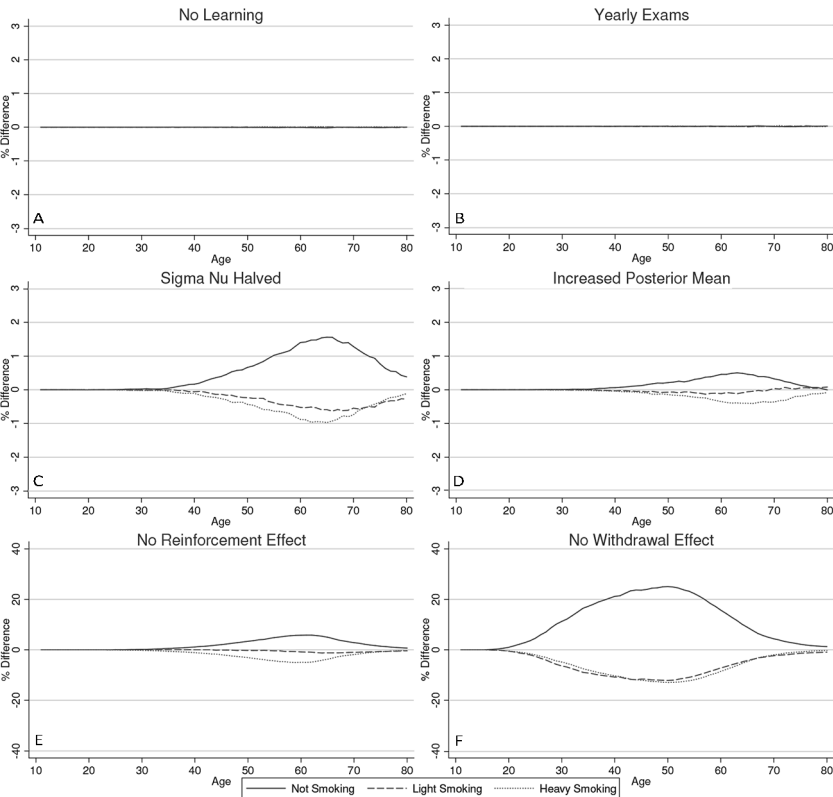 No Learning
Yearly Exams
3
2
1
0
-1
-2
-3
% Difference
A
10 20 30 40 50 60 70 80
Age
3
2
1
0
-1
-2
-3
% Difference
B
10 20 30 40 50 60 70 80
Age
Sigma Nu Halved
Increased Posterior Mean
3
2
1
0
-1
-2
-3
% Difference
C
10 20 30 40 50 60 70 80
Age
3
2
1
0
-1
-2
-3
% Difference
D
10 20 30 40 50 60 70 80
Age
No Reinforcement Effect
No Withdrawal Effect
40
20
0
-20
-40
% Difference
E
10 20 30 40 50 60 70 80
Age
40
20
0
-20
-40
% Difference
F
10 20 30 40 50 60 70 80
Age
Not Smoking Light Smoking Heavy Smoking